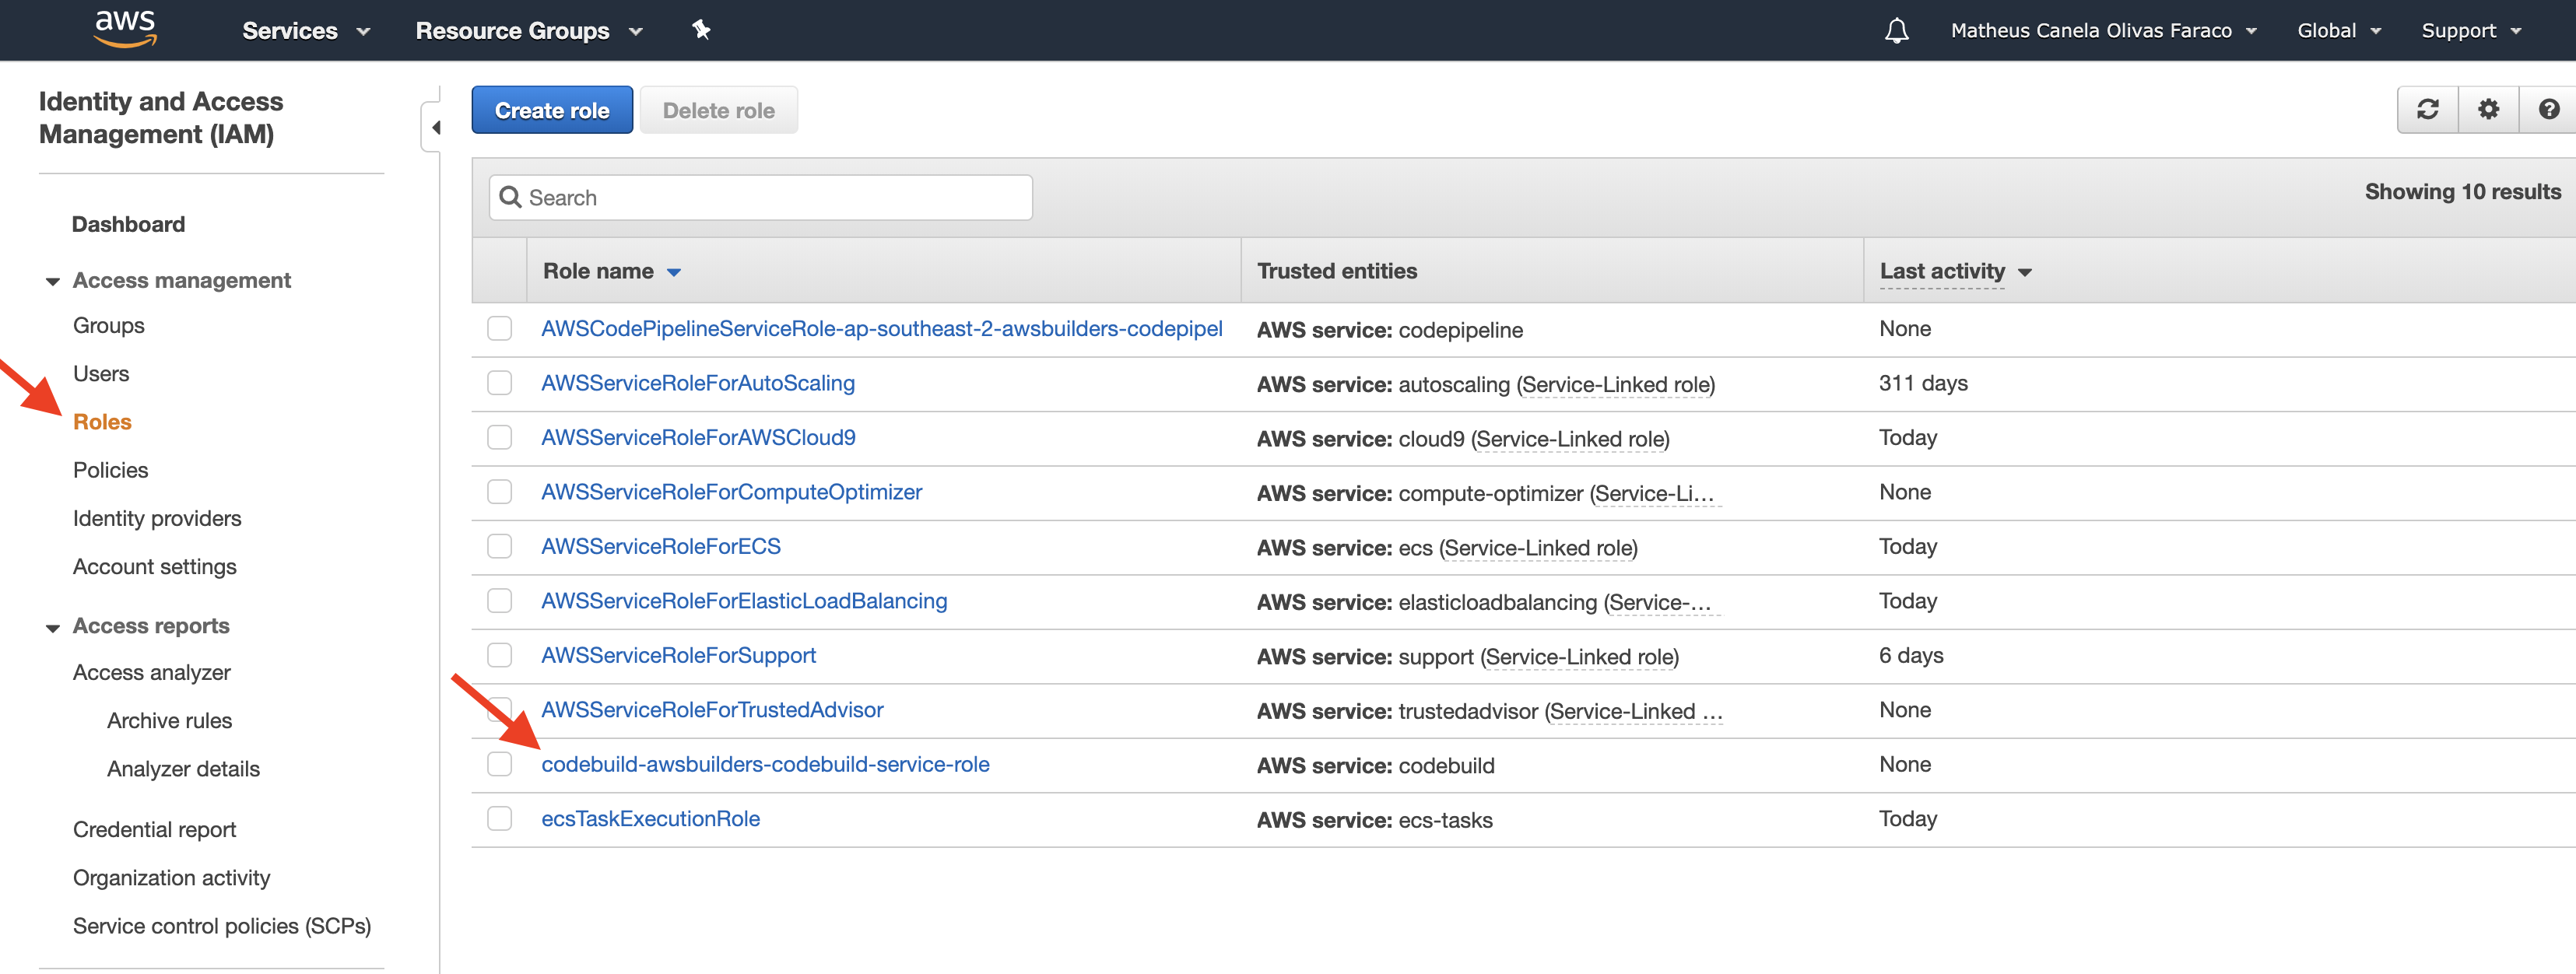 aws Services Resource Groups Matheus Canela Olivas Faraco Global Support
Identity and Access
Management (IAM)
Dashboard
Access management
Groups
Users
Roles
Policies
Identity providers
Account settings
Access reports
Access analyzer
Archive rules
Analyzer details
Credential report
Organization activity
Service control policies (SCPs)
Create role Delete role
Search
Showing 10 results
Role name Trusted entities Last activity
AWSCodePipelineServiceRole-ap-southeast-2-awsbuilders-codepipel AWS service: codepipeline None
AWSServiceRoleForAutoScaling AWS service: autoscaling (Service-Linked role) 311 days
AWSServiceRoleForAWSCloud9 AWS service: cloud9 (Service-Linked role) Today
AWSServiceRoleForComputeOptimizer AWS service: compute-optimizer (Service-Li... None
AWSServiceRoleForECS AWS service: ecs (Service-Linked role) Today
AWSServiceRoleForElasticLoadBalancing AWS service: elasticloadbalancing (Service-... Today
AWSServiceRoleForSupport AWS service: support (Service-Linked role) 6 days
AWSServiceRoleForTrustedAdvisor AWS service: trustedadvisor (Service-Linked ... None
codebuild-awsbuilders-codebuild-service-role AWS service: codebuild None
ecsTaskExecutionRole AWS service: ecs-tasks Today